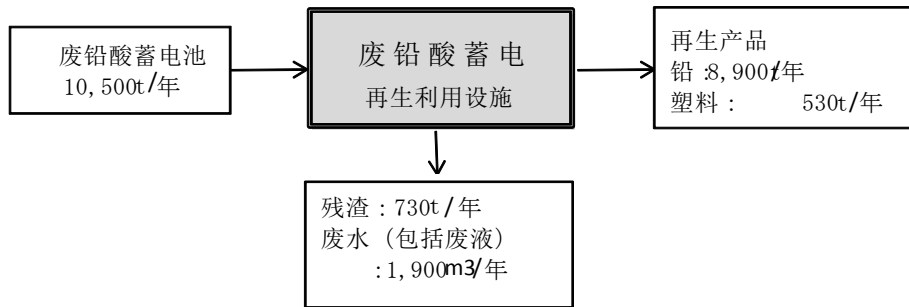 废铅酸蓄电池
10,500t/年
废铅酸蓄电
再生利用设施
再生产品
铅:8,900t/年
塑料: 530t/年
残渣:730t/年
废水（包括废液）
:1,900m3/年